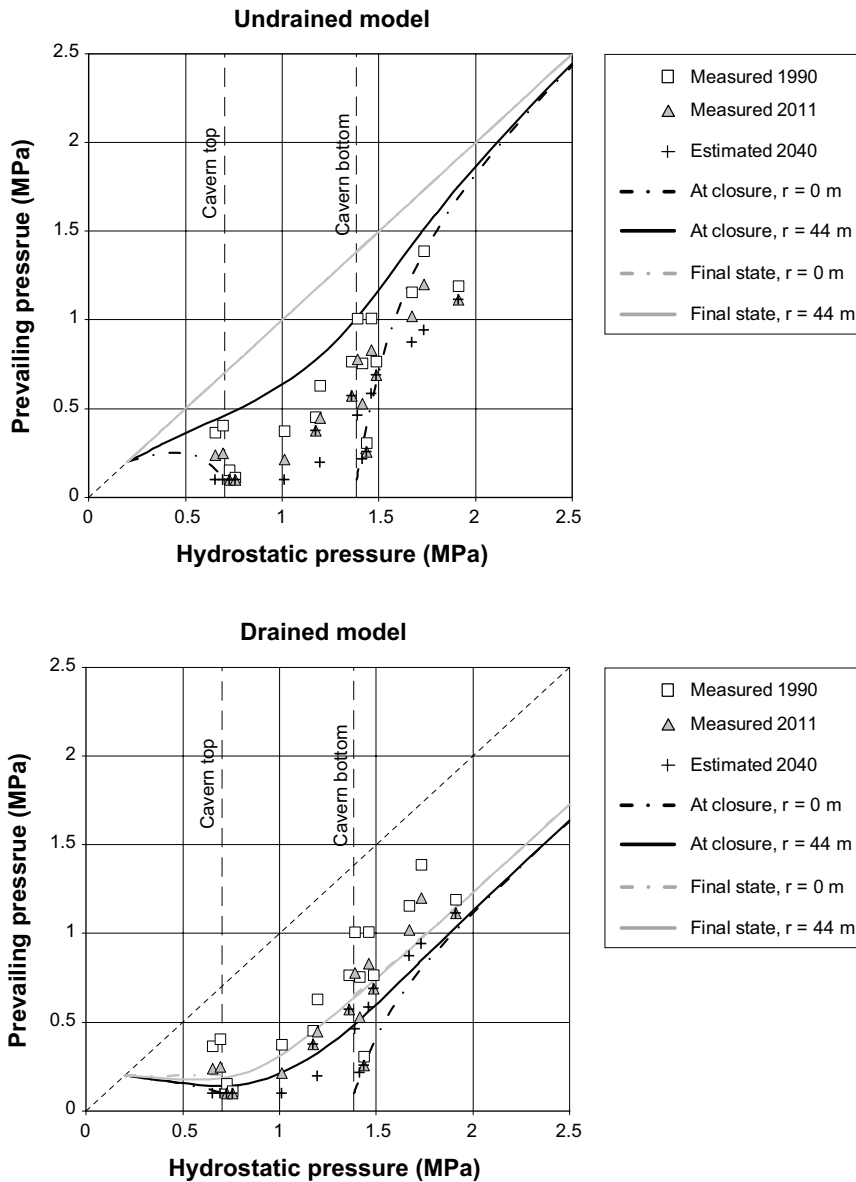 Undrained model
2.5
2
1.5
1
0.5
0
Prevailing pressrue (MPa)
Cavern top
Cavern bottom
0
0.5
1
1.5
2
2.5
Hydrostatic pressure (MPa)
Measured 1990
Measured 2011
Estimated 2040
At closure, r = 0 m
At closure, r = 44 m
Final state, r = 0 m
Final state, r = 44 m
Drained model
2.5
2
1.5
1
0.5
0
Prevailing pressrue (MPa)
Cavern top
Cavern bottom
0
0.5
1
1.5
2
2.5
Hydrostatic pressure (MPa)
Measured 1990
Measured 2011
Estimated 2040
At closure, r = 0 m
At closure, r = 44 m
Final state, r = 0 m
Final state, r = 44 m